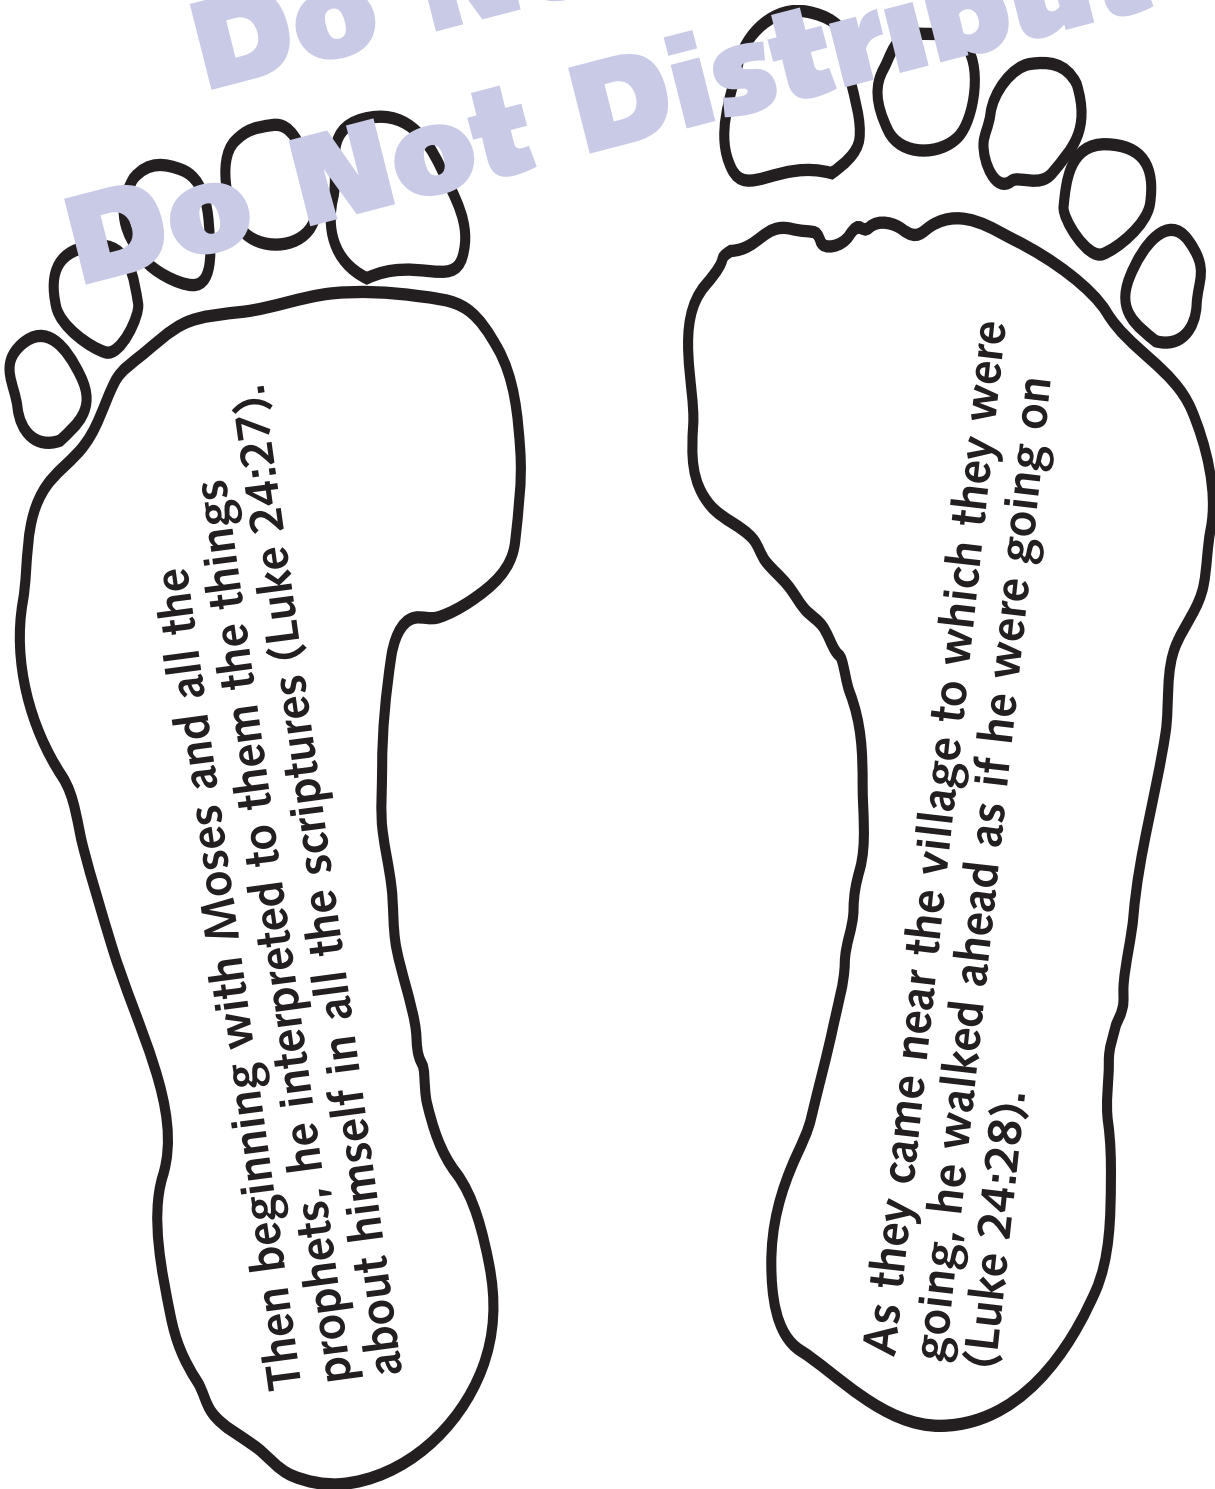 Do
Do Not Distribut
Then beginning with Moses and all the
prophets, he interpreted to them the things
about himself in all the scriptures (Luke 24:27).
As they came near the village to which they were
going, he walked ahead as if he were going on
(Luke 24:28).